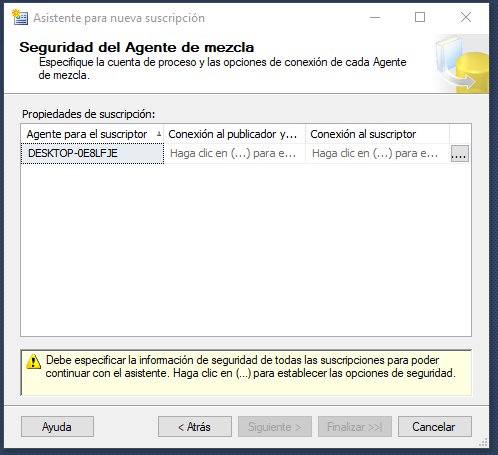 Asistente para nueva suscripción
Seguridad del Agente de mezcla
Especifique la cuenta de proceso y las opciones de conexión de cada Agente
de mezcla.
Propiedades de suscripción:
Agente para el suscriptor Conexión al publicador y... Conexión al suscriptor
DESKTOP-0E8LFJE Haga clic en (...) para e... Haga clic en (...) para e... ....
Debe especificar la información de seguridad de todas las suscripciones para poder
continuar con el asistente. Haga clic en (...) para establecer las opciones de seguridad.
Ayuda < Atrás Siguiente > Finalizar >>| Cancelar